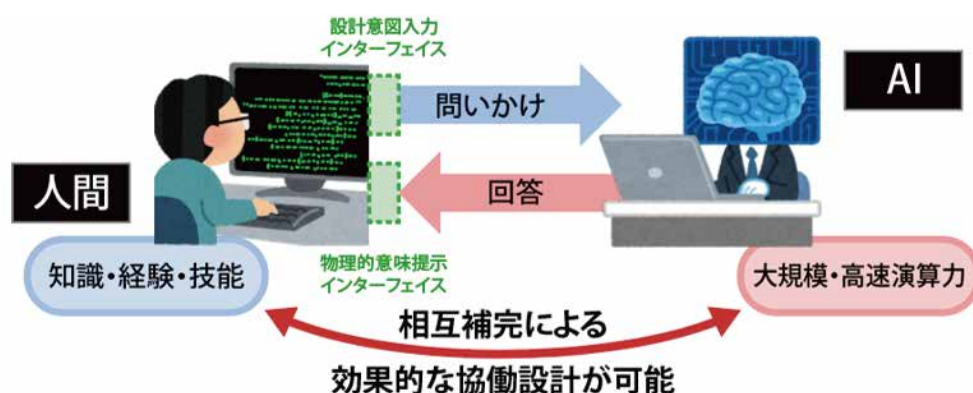 設計意図入力
インターフェイス
AI
問いかけ
回答
人間
知識・経験・技能
物理的意味提示
インターフェイス
大規模・高速演算力
相互補完による
効果的な協働設計が可能